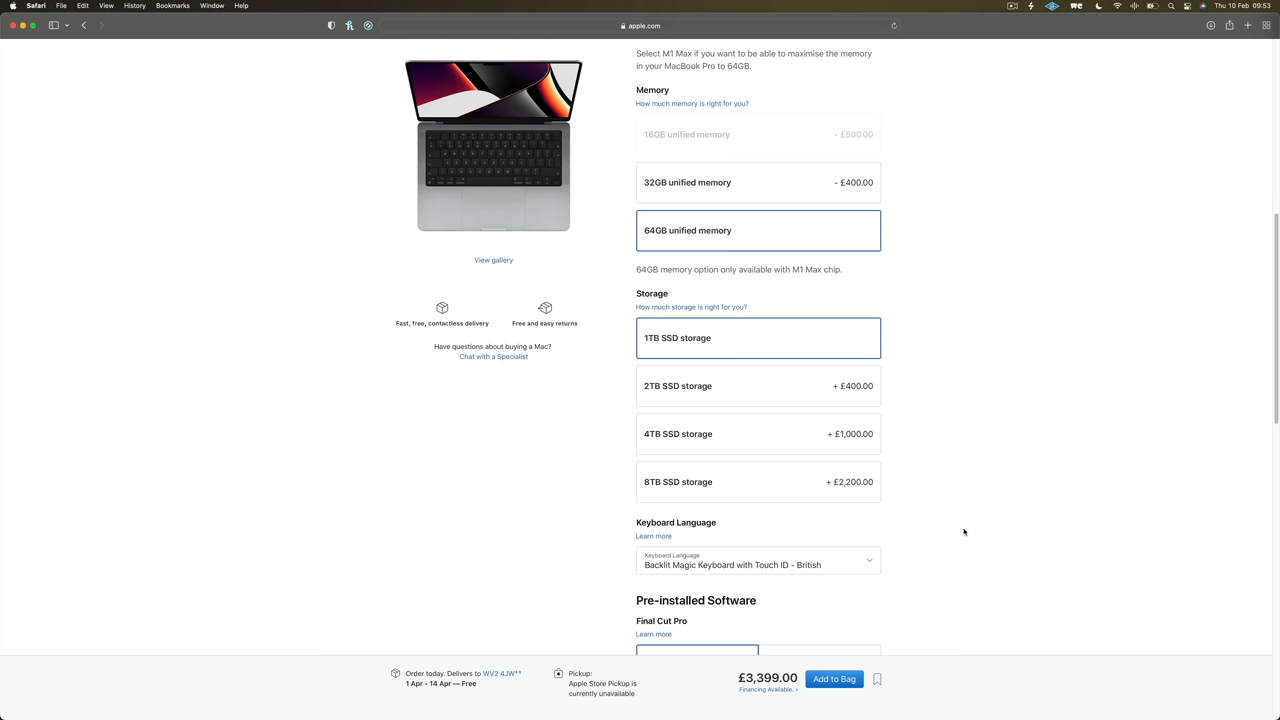 Safari File Edit View History Bookmarks Window Help
Thu 10 Feb 09:53
apple.com
Select M1 Max if you want to be able to maximise the memory
in your MacBook Pro to 64GB.
Memory
How much memory is right for you?
16GB unified memory - £800.00
32GB unified memory - £400.00
64GB unified memory
64GB memory option only available with M1 Max chip.
View gallery
Fast, free, contactless delivery
Free and easy returns
Have questions about buying a Mac?
Chat with a Specialist
Storage
How much storage is right for you?
1TB SSD storage
2TB SSD storage + £400.00
4TB SSD storage + £1,000.00
8TB SSD storage + £2,200.00
Keyboard Language
Learn more
Keyboard Language
Backlit Magic Keyboard with Touch ID - British
Pre-installed Software
Final Cut Pro
Learn more
Order today. Delivers to WV2 4JW‡‡
1 Apr - 14 Apr — Free
Pickup:
Apple Store Pickup is
currently unavailable
£3,399.00
Financing Available. ›
Add to Bag